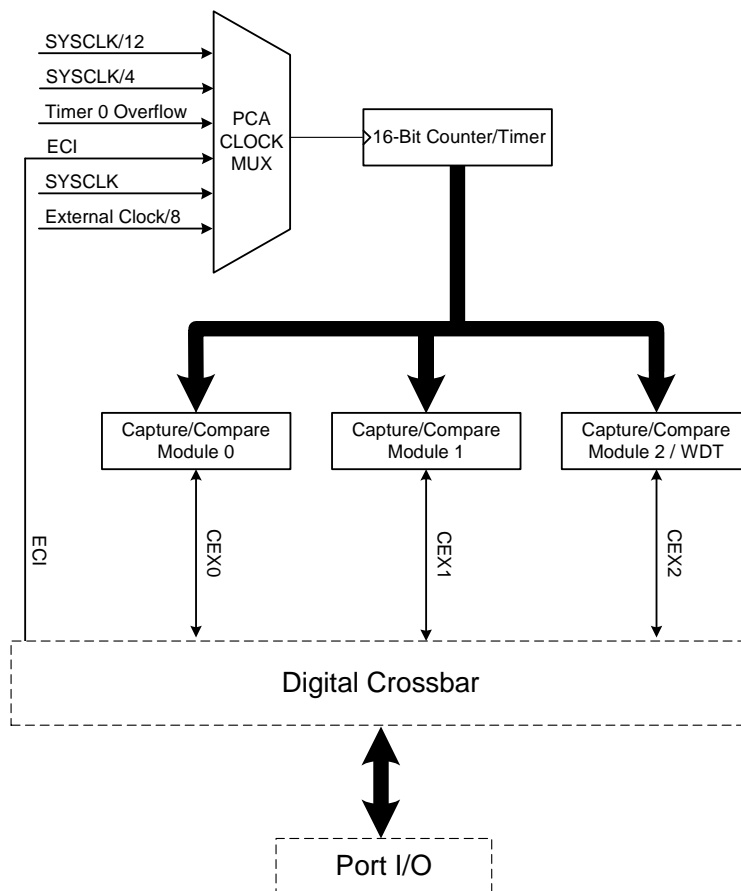 SYSCLK/12
SYSCLK/4
Timer 0 Overflow
ECI
SYSCLK
External Clock/8
PCA
CLOCK
MUX
16-Bit Counter/Timer
Capture/Compare
Module 0
Capture/Compare
Module 1
Capture/Compare
Module 2 / WDT
ECI
CEX0
CEX1
CEX2
Digital Crossbar
Port I/O